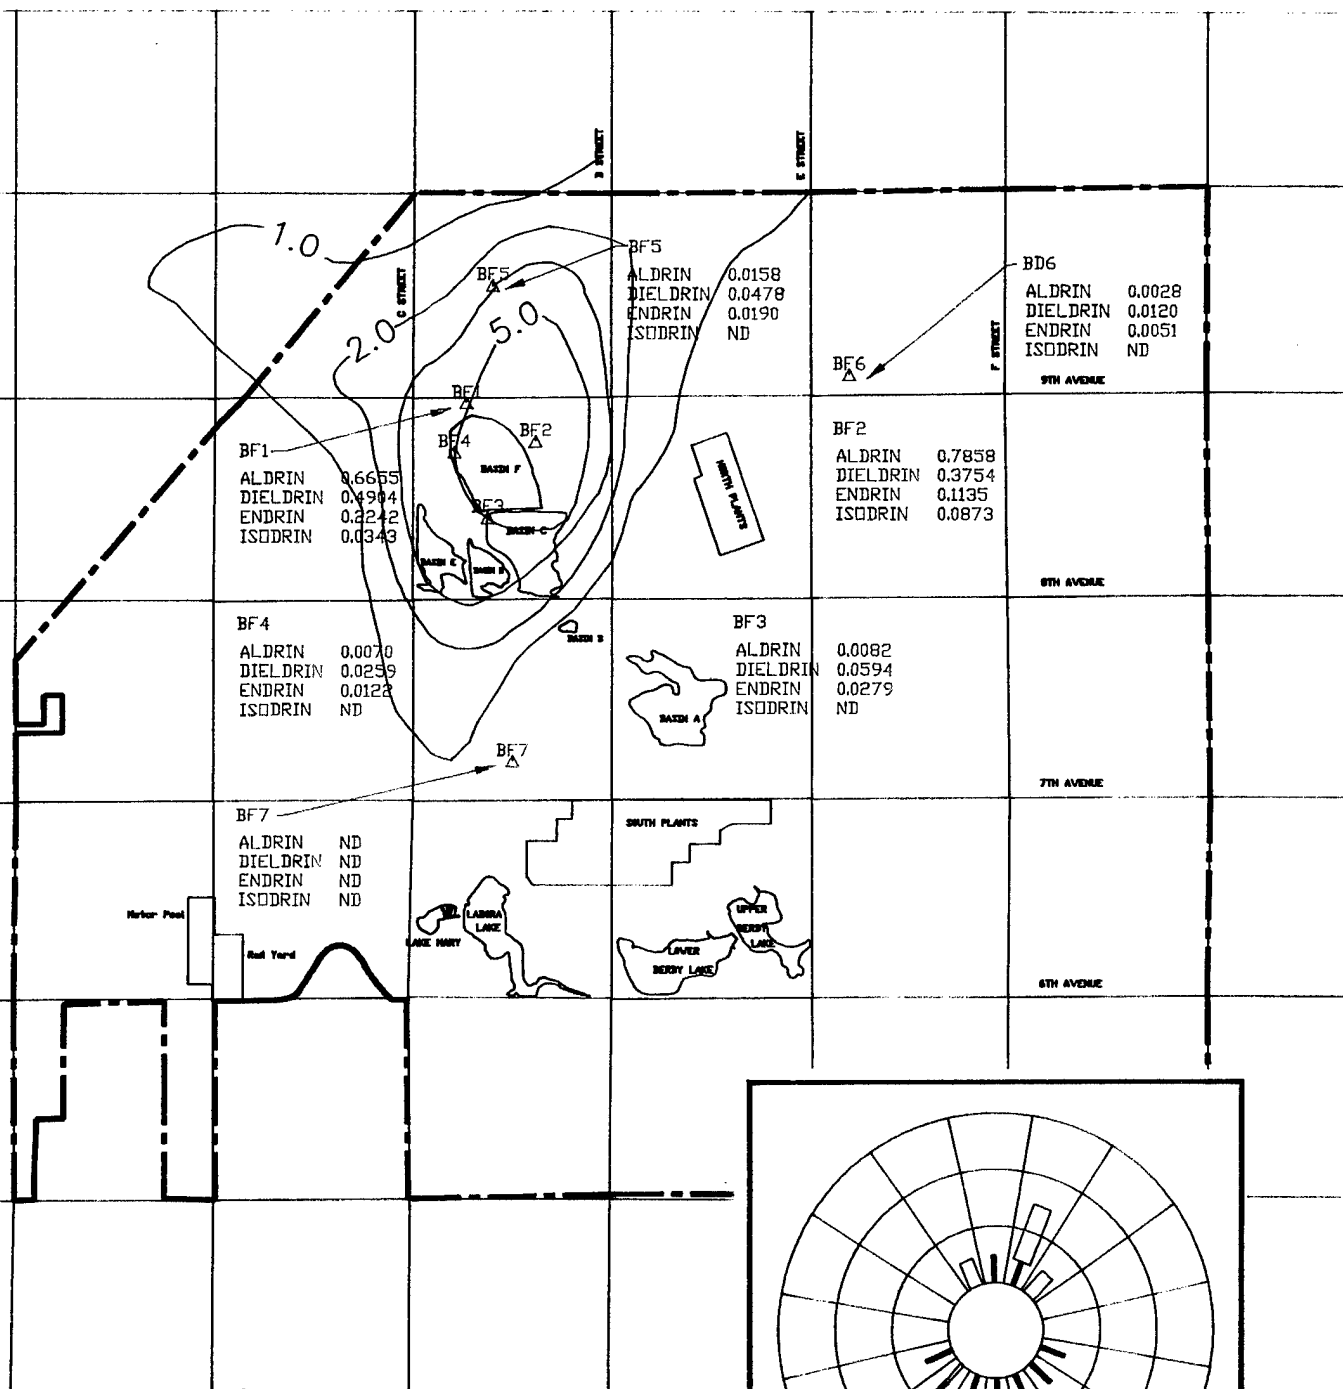 D STREET
E STREET
1.0
C STREET
BF5
BF5
ALDRIN 0.0158
DIELDRIN 0.0478
ENDRIN 0.0190
ISODRIN ND
BD6
ALDRIN 0.0028
DIELDRIN 0.0120
ENDRIN 0.0051
ISODRIN ND
F STREET
2.0
5.0
BF6
9TH AVENUE
BF1
BF1
BF4
BF2
BASIN F
BF3
BASIN C
BASIN E
ALDRIN 0.6655
DIELDRIN 0.4904
ENDRIN 0.2242
ISODRIN 0.0343
NORTH PLANTS
BF2
ALDRIN 0.7858
DIELDRIN 0.3754
ENDRIN 0.1135
ISODRIN 0.0873
8TH AVENUE
BF4
ALDRIN 0.0070
DIELDRIN 0.0259
ENDRIN 0.0122
ISODRIN ND
BF3
ALDRIN 0.0082
DIELDRIN 0.0594
ENDRIN 0.0279
ISODRIN ND
BASIN A
BF7
7TH AVENUE
BF7
ALDRIN ND
DIELDRIN ND
ENDRIN ND
ISODRIN ND
SOUTH PLANTS
Motor Pool
Rail Yard
LAKE MARY
LADORA
LAKE
LOWER
DERBY LAKE
UPPER
DERBY
LAKE
6TH AVENUE